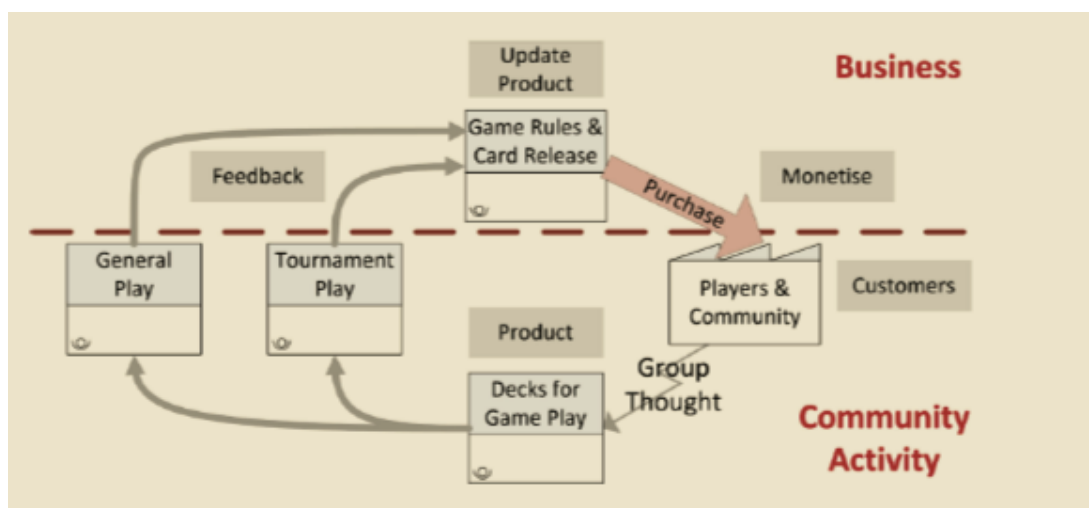 Update
Product
Business
Game Rules &
Card Release
Feedback
Purchase
Monetise
General
Play
Tournament
Play
Players &
Community
Customers
Product
Group
Thought
Decks for
Game Play
Community
Activity